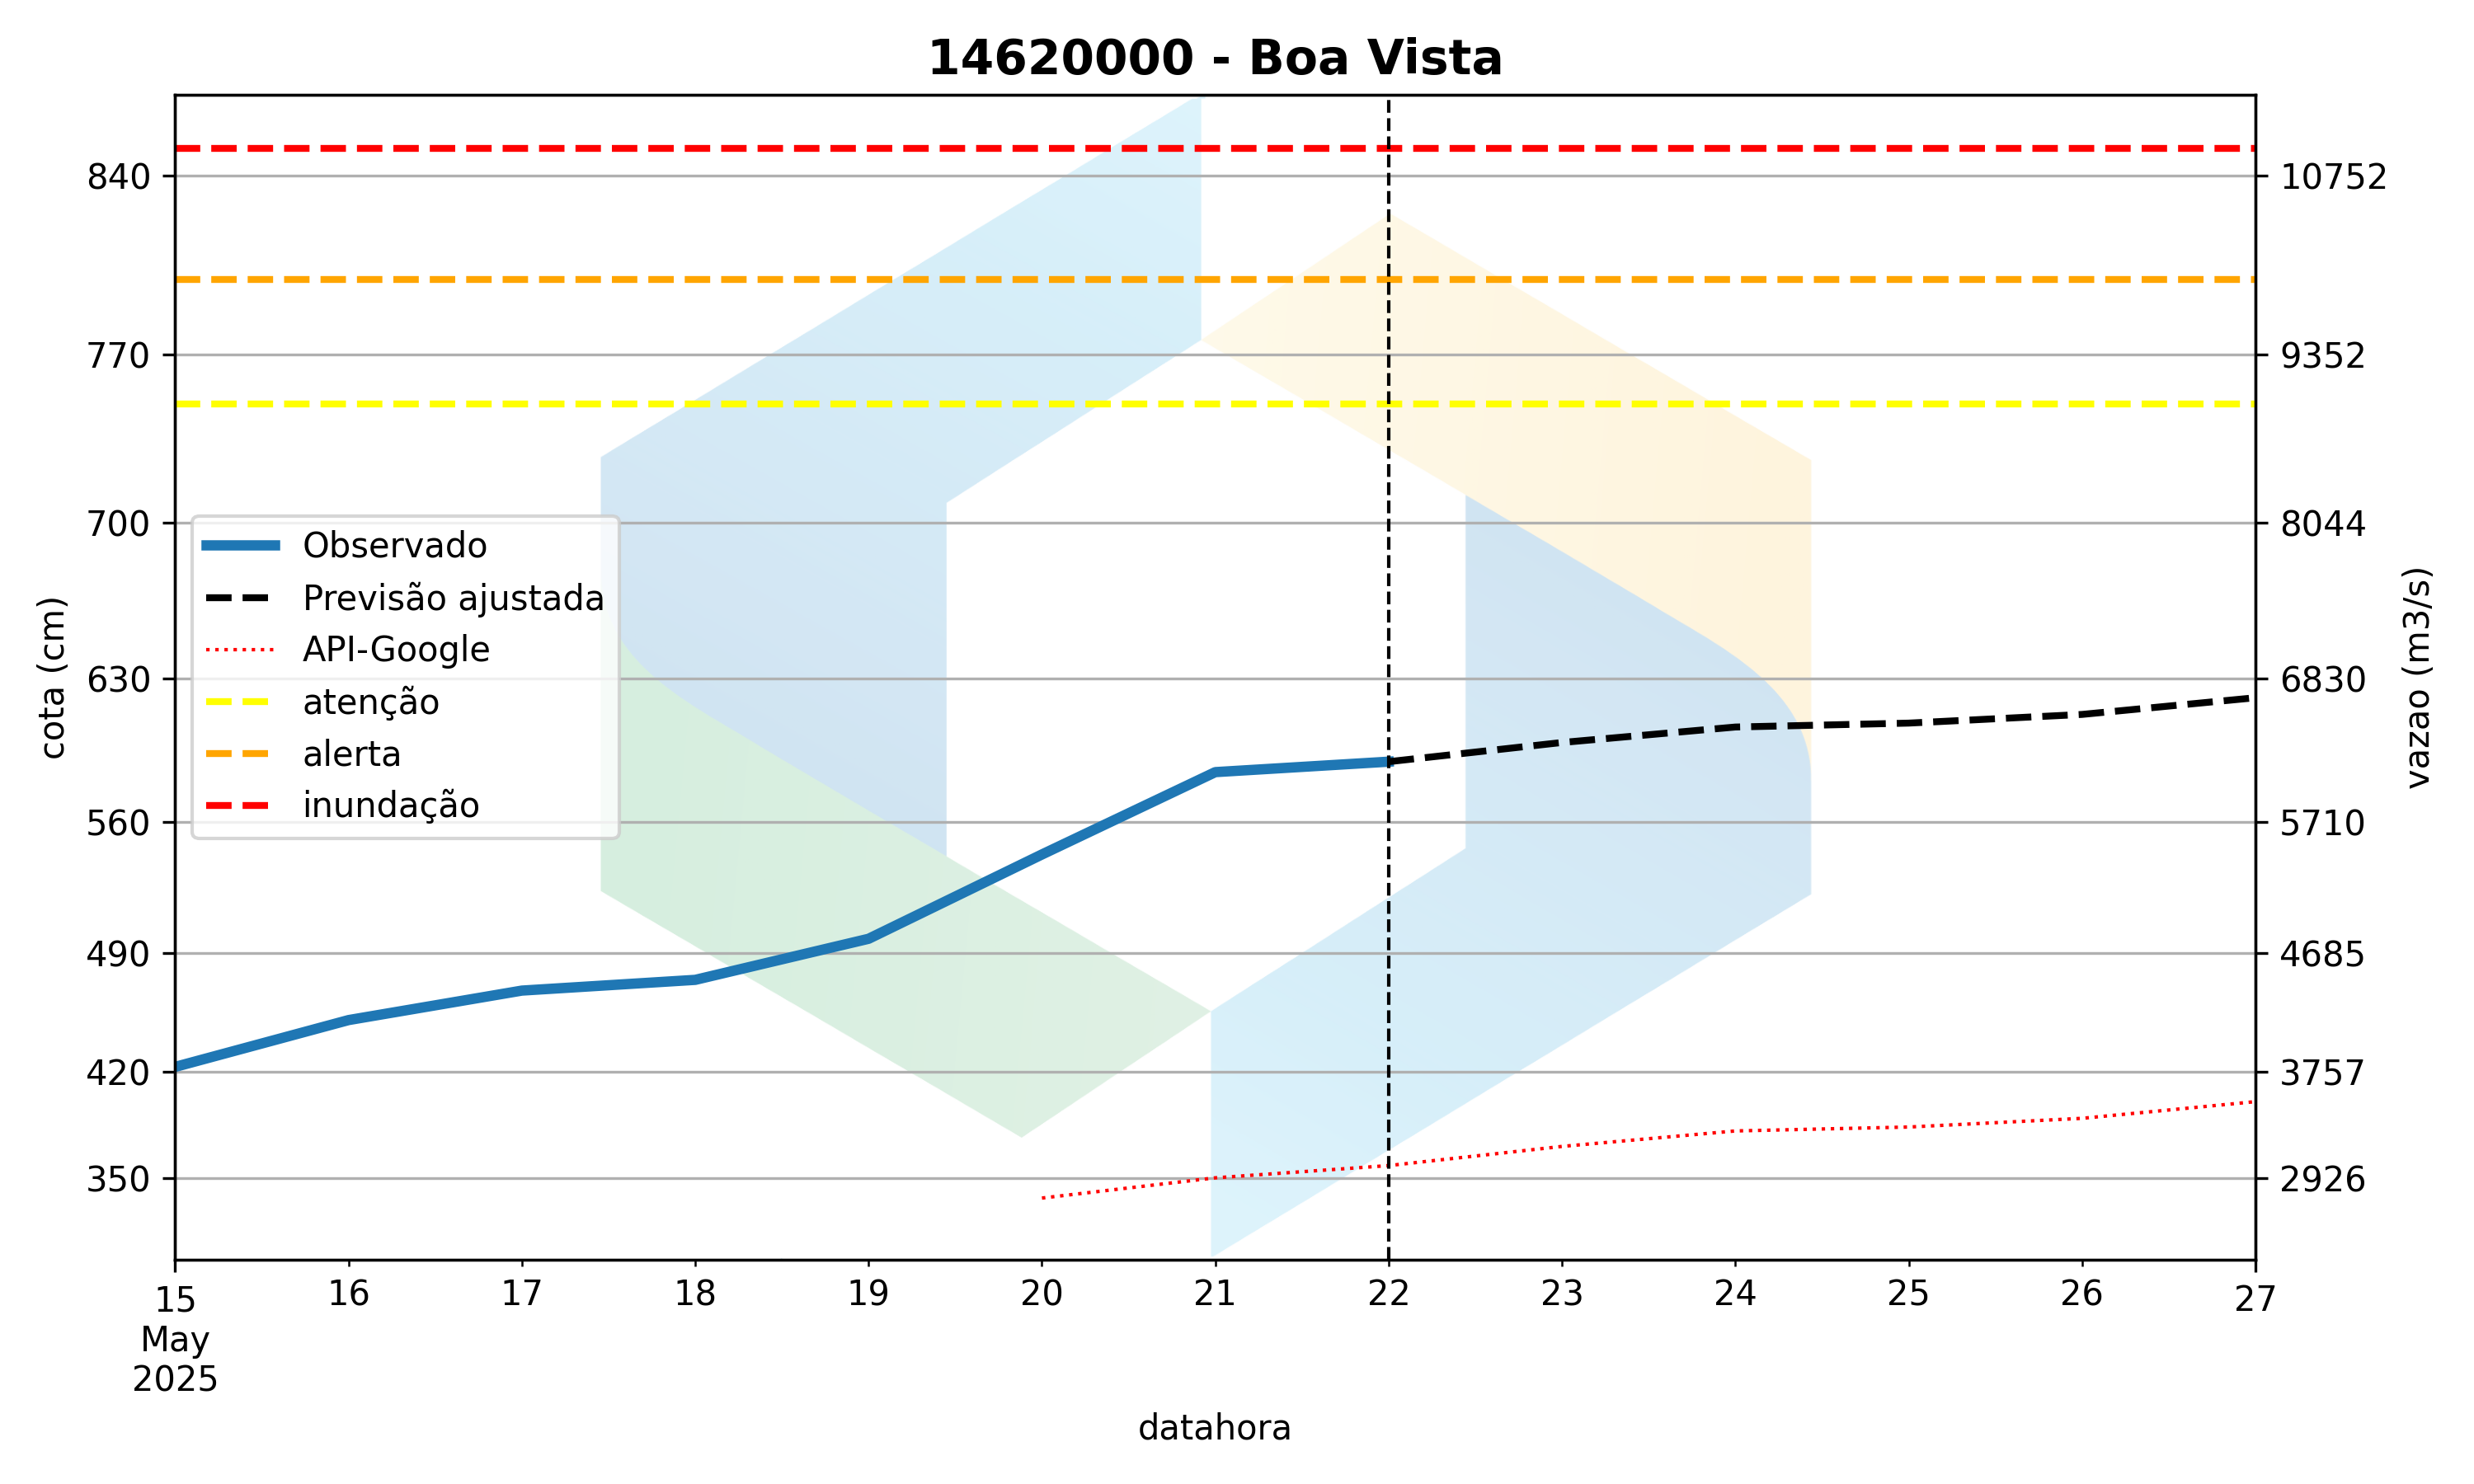 14620000 - Boa Vista
840
770
700
630
560
490
420
350
cota (cm)
10752
9352
8044
6830
5710
4685
3757
2926
vazao (m3/s)
Observado
Previsão ajustada
API-Google
atenção
alerta
inundação
15 16 17 18 19 20 21 22 23 24 25 26 27
May
2025
datahora